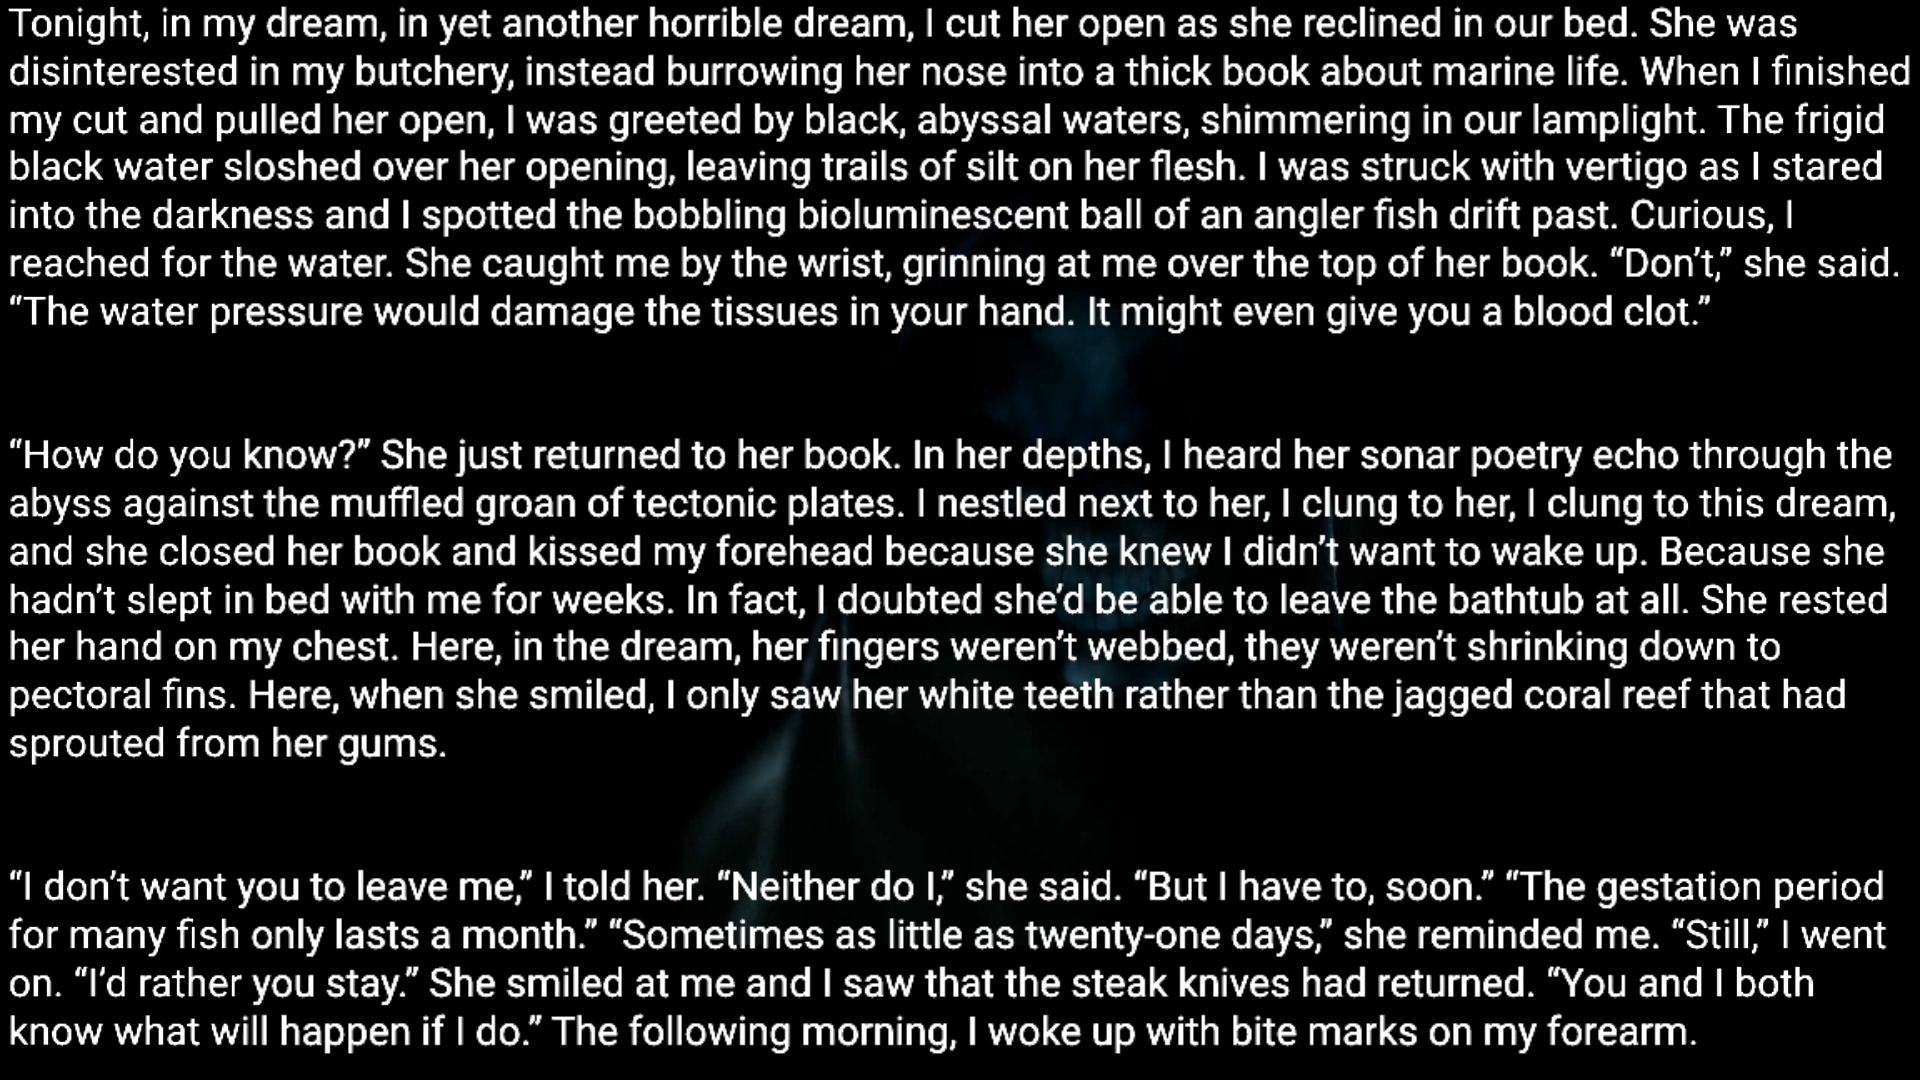 Tonight, in my dream, in yet another horrible dream, I cut her open as she reclined in our bed. She was
disinterested in my butchery, instead burrowing her nose into a thick book about marine life. When I finished
my cut and pulled her open, I was greeted by black, abyssal waters, shimmering in our lamplight. The frigid
black water sloshed over her opening, leaving trails of silt on her flesh. I was struck with vertigo as I stared
into the darkness and I spotted the bobbling bioluminescent ball of an angler fish drift past. Curious, I
reached for the water. She caught me by the wrist, grinning at me over the top of her book. “Don’t,” she said.
“The water pressure would damage the tissues in your hand. It might even give you a blood clot.”
“How do you know?” She just returned to her book. In her depths, I heard her sonar poetry echo through the
abyss against the muffled groan of tectonic plates. I nestled next to her, I clung to her, I clung to this dream,
and she closed her book and kissed my forehead because she knew I didn’t want to wake up. Because she
hadn’t slept in bed with me for weeks. In fact, I doubted she’d be able to leave the bathtub at all. She rested
her hand on my chest. Here, in the dream, her fingers weren’t webbed, they weren’t shrinking down to
pectoral fins. Here, when she smiled, I only saw her white teeth rather than the jagged coral reef that had
sprouted from her gums.
“I don’t want you to leave me,” I told her. “Neither do I,” she said. “But I have to, soon.” “The gestation period
for many fish only lasts a month.” “Sometimes as little as twenty-one days,” she reminded me. “Still,” I went
on. “I’d rather you stay.” She smiled at me and I saw that the steak knives had returned. “You and I both
know what will happen if I do.” The following morning, I woke up with bite marks on my forearm.